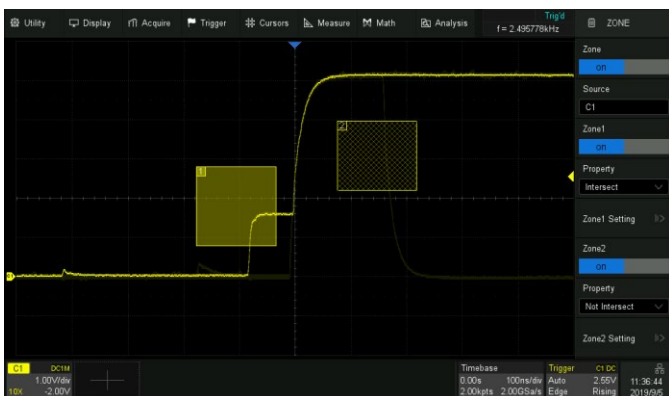 Utility Display Acquire Trigger Cursors Measure Math Analysis
Trig'd
f = 2.495778kHz
ZONE
Zone
on
Source
C1
Zone1
on
Property
Intersect
Zone1 Setting
Zone2
on
Property
Not Intersect
Zone2 Setting
1
2
C1 DC1M
1.00V/div
10X -2.00V
Timebase
0.00s 100ns/div
2.00kpts 2.00GSa/s
Trigger C1 DC
Auto 2.55V
Edge Rising
11:36:44
2019/9/5